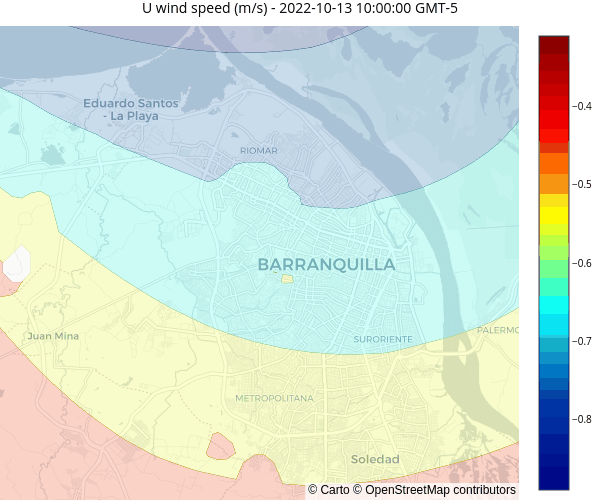 U wind speed (m/s) - 2022-10-13 10:00:00 GMT-5
Eduardo Santos
- La Playa
RIOMAR
BARRANQUILLA
SURORIENTE
PALERMO
Juan Mina
METROPOLITANA
Soledad
© Carto © OpenStreetMap contributors
−0.4
−0.5
−0.6
−0.7
−0.8